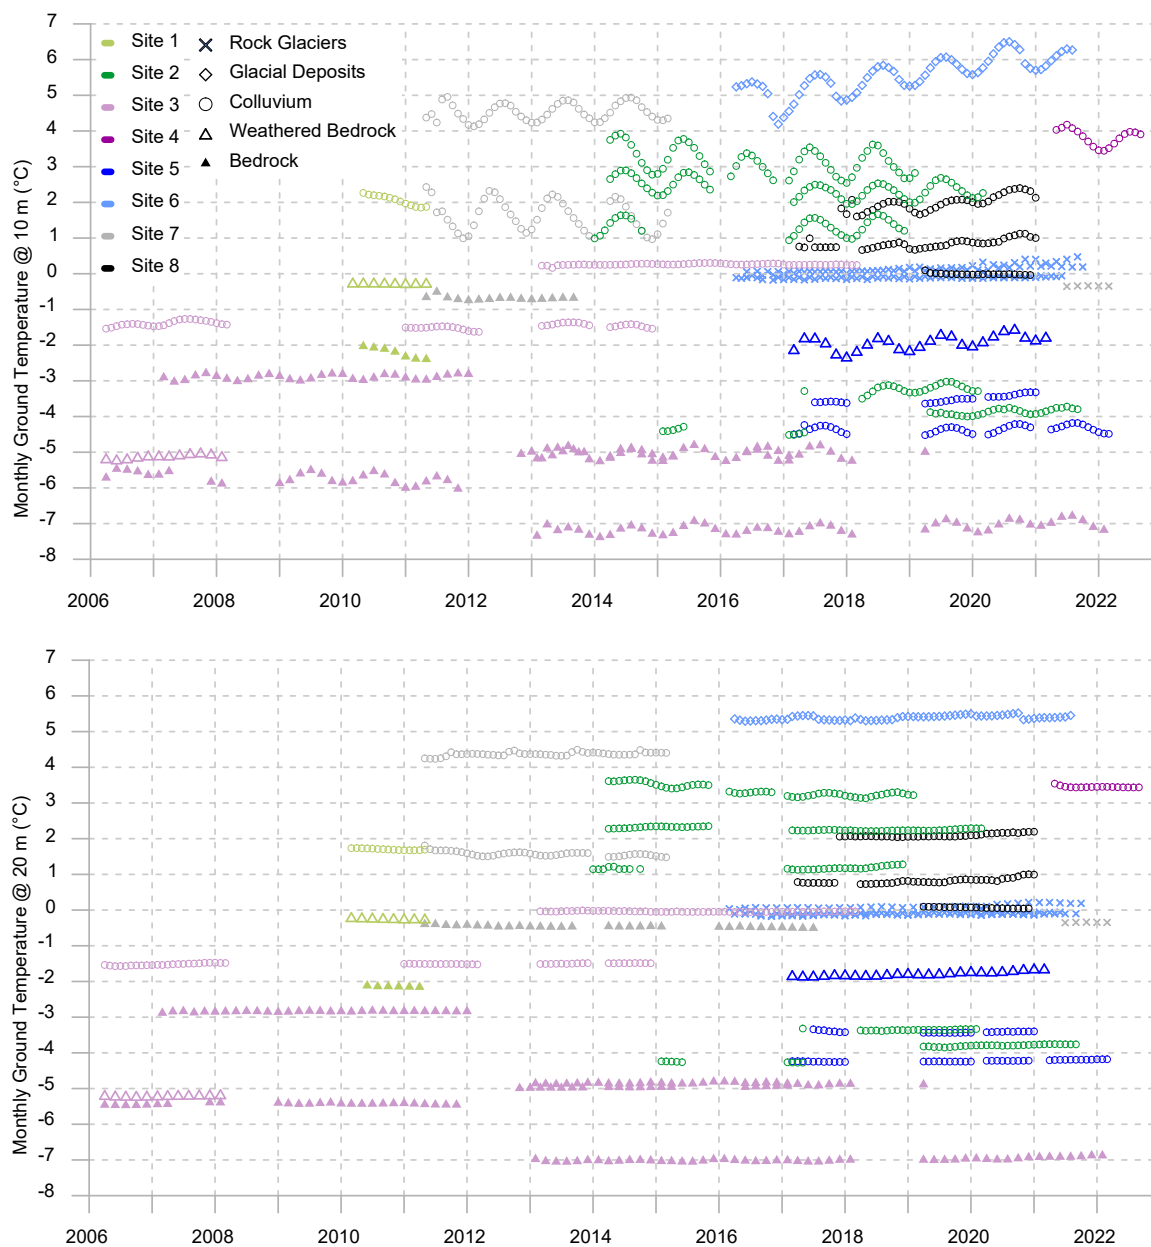 7
6
5
4
3
2
1
0
-1
-2
-3
-4
-5
-6
-7
-8
Monthly Ground Temperature @ 10 m (°C)
Site 1
Site 2
Site 3
Site 4
Site 5
Site 6
Site 7
Site 8
Rock Glaciers
Glacial Deposits
Colluvium
Weathered Bedrock
Bedrock
2006 2008 2010 2012 2014 2016 2018 2020 2022
7
6
5
4
3
2
1
0
-1
-2
-3
-4
-5
-6
-7
-8
Monthly Ground Temperature @ 20 m (°C)
2006 2008 2010 2012 2014 2016 2018 2020 2022